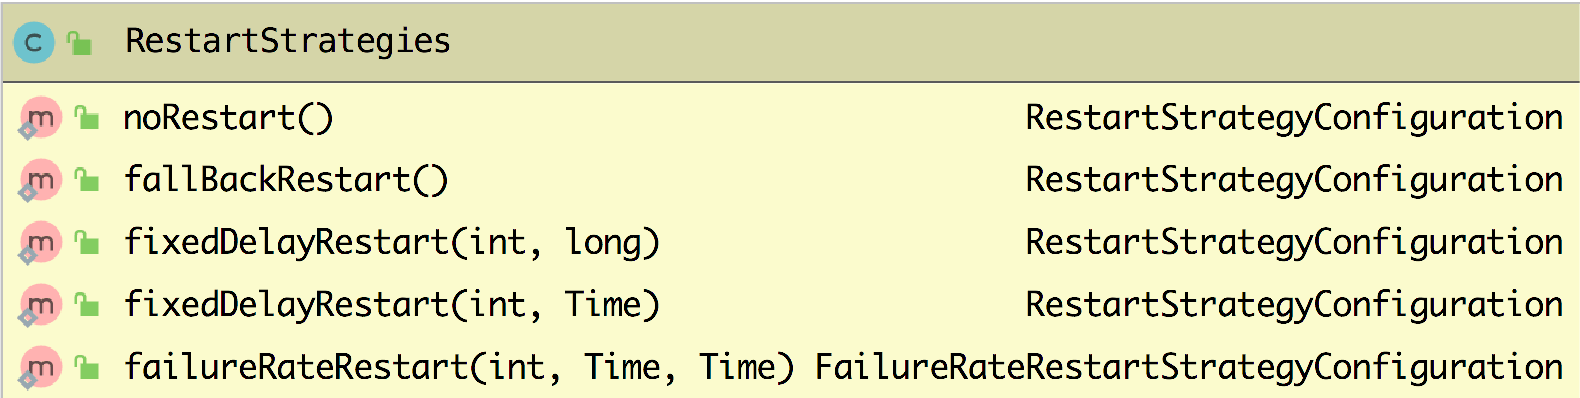 C RestartStrategies
m noRestart() RestartStrategyConfiguration
m fallBackRestart() RestartStrategyConfiguration
m fixedDelayRestart(int, long) RestartStrategyConfiguration
m fixedDelayRestart(int, Time) RestartStrategyConfiguration
m failureRateRestart(int, Time, Time) FailureRateRestartStrategyConfiguration